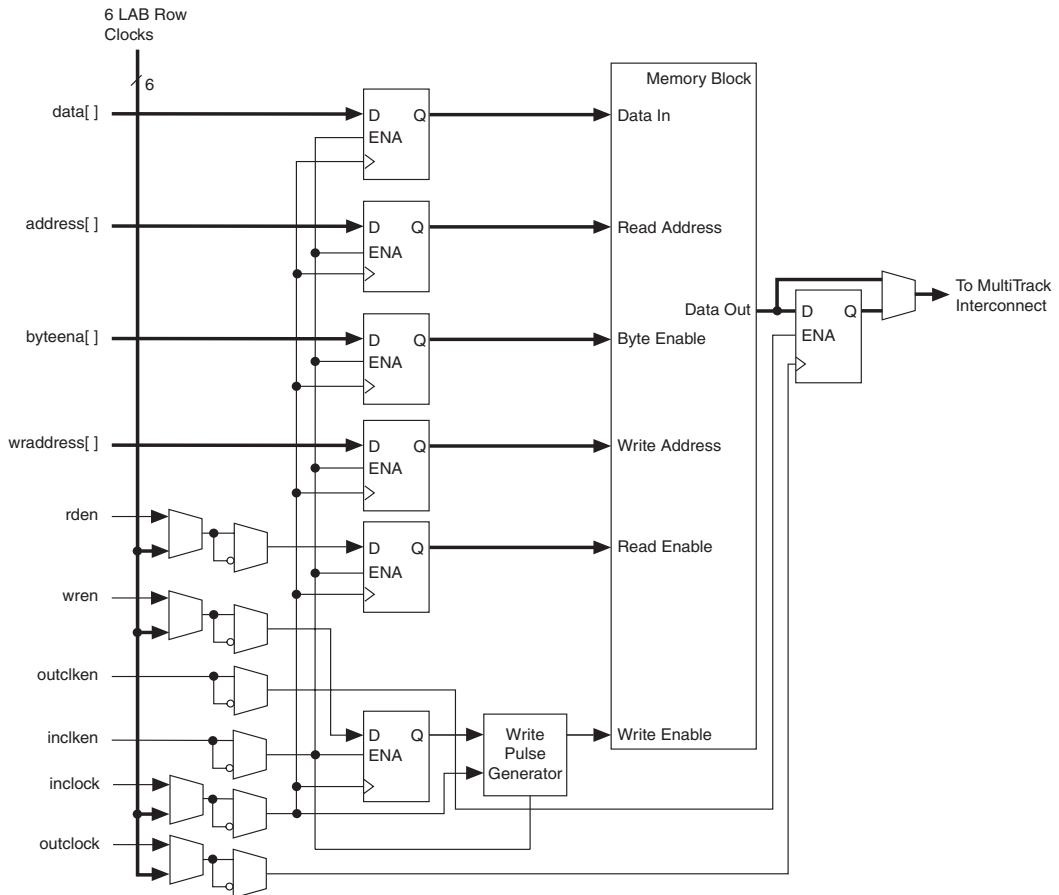 6 LAB Row
Clocks
6
Memory Block
data[ ]
D Q
ENA
Data In
address[ ]
D Q
ENA
Read Address
To MultiTrack
Interconnect
Data Out
D Q
ENA
byteena[ ]
D Q
ENA
Byte Enable
wraddress[ ]
D Q
ENA
Write Address
rden
D Q
ENA
Read Enable
wren
outclken
inclken
D Q
ENA
Write
Pulse
Generator
Write Enable
inclock
outclock